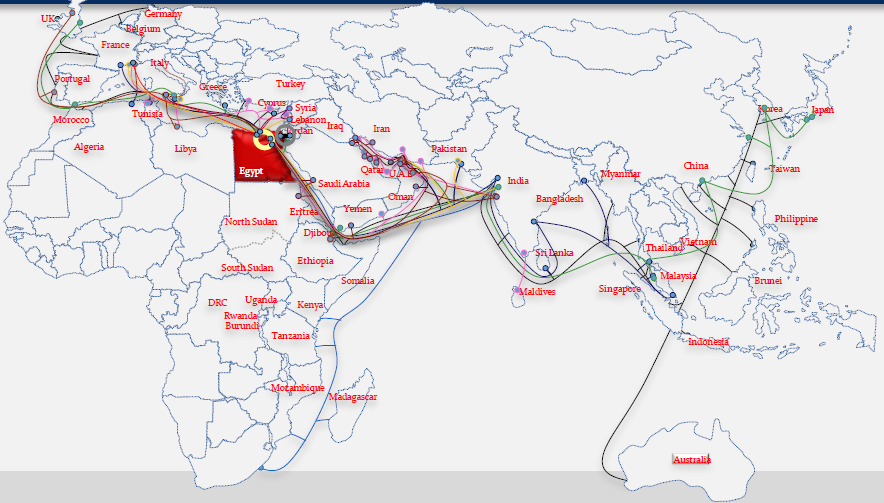 Germany
UK
Belgium
France
Italy
Portugal
Greece
Turkey
Cyprus
Syria
Tunisia
Lebanon
Morocco
Jordan
Iraq
Iran
Algeria
Libya
Pakistan
Egypt
Qatar
U.A.E
Saudi Arabia
Oman
India
Bangladesh
Myanmar
China
Korea
Japan
Taiwan
Eritrea
Yemen
North Sudan
Djibouti
Philippine
Ethiopia
South Sudan
Somalia
Sri Lanka
Thailand
Vietnam
Malaysia
Maldives
Singapore
Brunei
DRC
Uganda
Kenya
Rwanda
Burundi
Tanzania
Indonesia
Mozambique
Madagascar
Australia